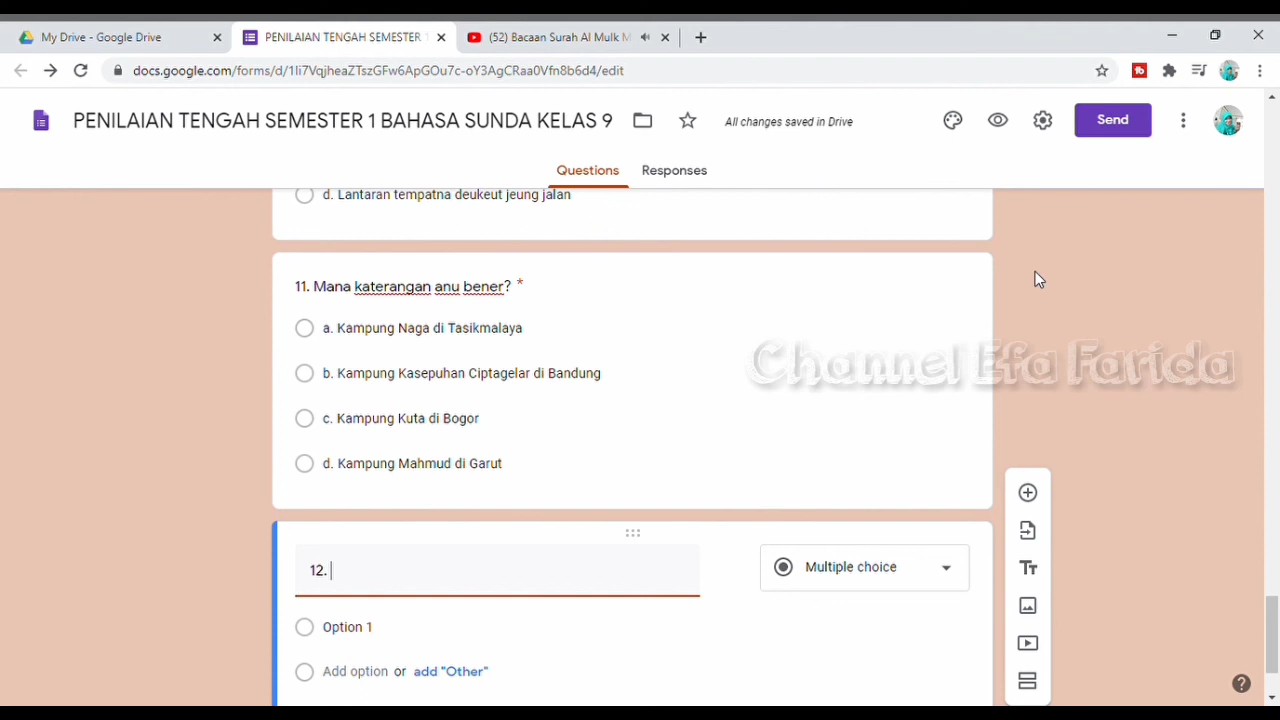 My Drive - Google Drive
PENILAIAN TENGAH SEMESTER 1
(52) Bacaan Surah Al Mulk M
docs.google.com/forms/d/1li7VqjheaZTszGFw6ApGOu7c-oY3AgCRaa0Vfn8b6d4/edit
PENILAIAN TENGAH SEMESTER 1 BAHASA SUNDA KELAS 9
All changes saved in Drive
Send
Questions
Responses
d. Lantaran tempatna deukeut jeung jalan
11. Mana katerangan anu bener? *
a. Kampung Naga di Tasikmalaya
Channel Efa Farida
b. Kampung Kasepuhan Ciptagelar di Bandung
c. Kampung Kuta di Bogor
d. Kampung Mahmud di Garut
12.
Multiple choice
Option 1
Add option or add "Other"